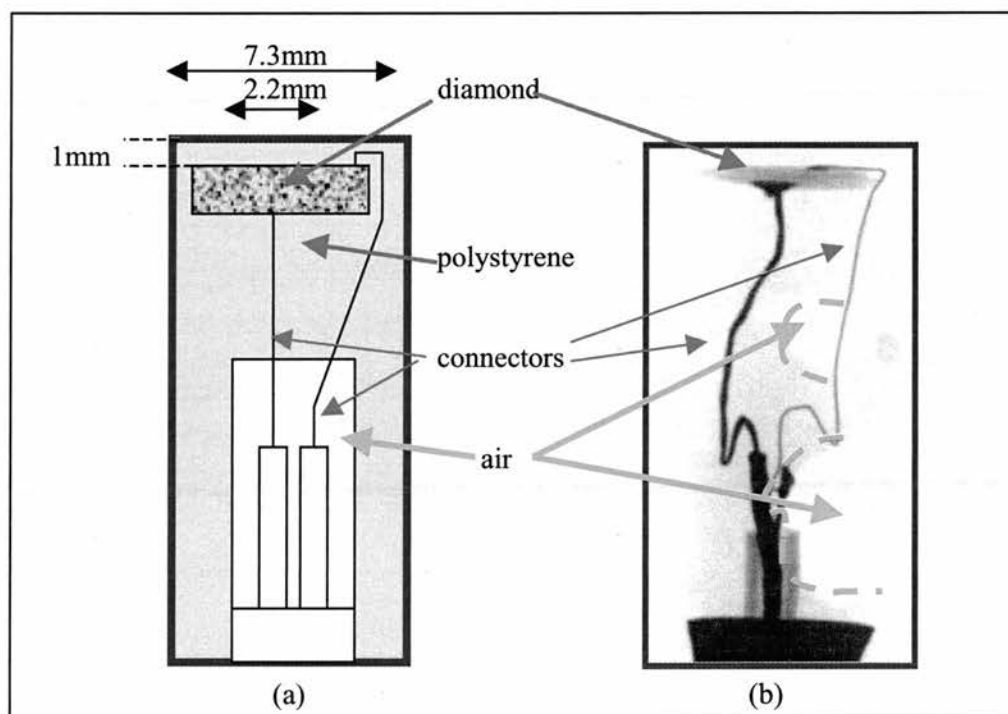 7.3mm
2.2mm
diamond
1mm
polystyrene
connectors
air
(a)
(b)